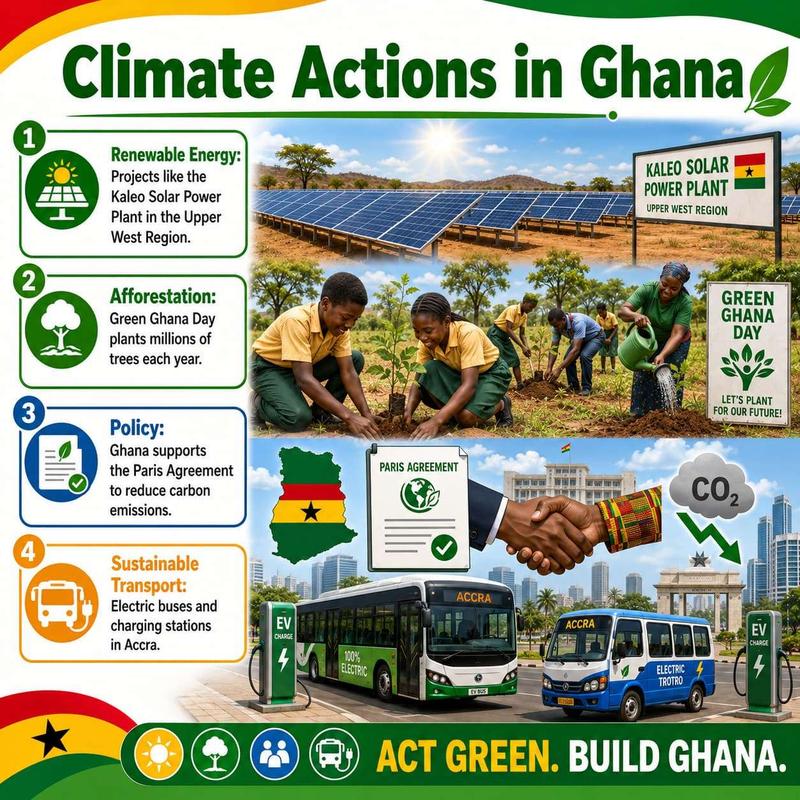 Climate Actions in Ghana
1
Renewable Energy:
Projects like the
Kaleo Solar Power
Plant in the Upper
West Region.
KALEO SOLAR
POWER PLANT
UPPER WEST REGION
2
Afforestation:
Green Ghana Day
plants millions of
trees each year.
GREEN
GHANA
DAY
LET'S PLANT
FOR OUR FUTURE!
3
Policy:
Ghana supports
the Paris Agreement
to reduce carbon
emissions.
PARIS AGREEMENT
CO₂
4
Sustainable
Transport:
Electric buses and
charging stations
in Accra.
EV
CHARGE
ACCRA
100%
ELECTRIC
EV BUS
ACCRA
ELECTRIC
TROTRO
EV
CHARGE
ACT GREEN. BUILD GHANA.